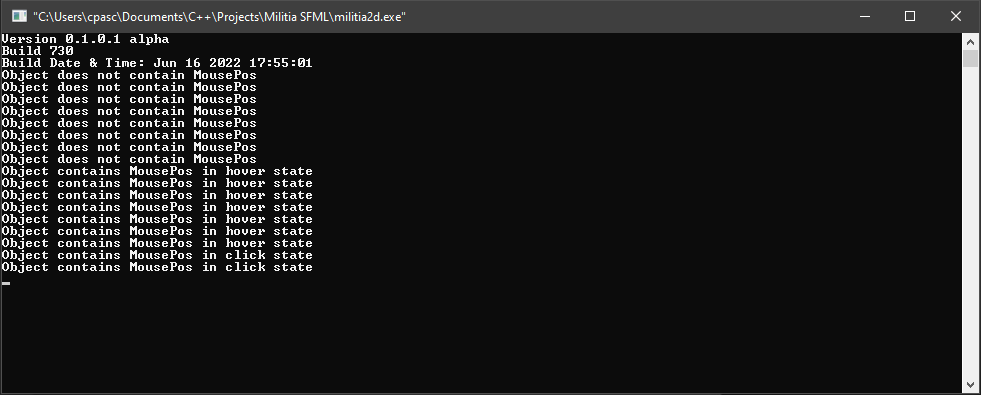 "C:\Users\cpasc\Documents\C++\Projects\Militia SFML\militia2d.exe"
Version 0.1.0.1 alpha
Build 730
Build Date & Time: Jun 16 2022 17:55:01
Object does not contain MousePos
Object does not contain MousePos
Object does not contain MousePos
Object does not contain MousePos
Object does not contain MousePos
Object does not contain MousePos
Object does not contain MousePos
Object does not contain MousePos
Object contains MousePos in hover state
Object contains MousePos in hover state
Object contains MousePos in hover state
Object contains MousePos in hover state
Object contains MousePos in hover state
Object contains MousePos in hover state
Object contains MousePos in hover state
Object contains MousePos in click state
Object contains MousePos in click state